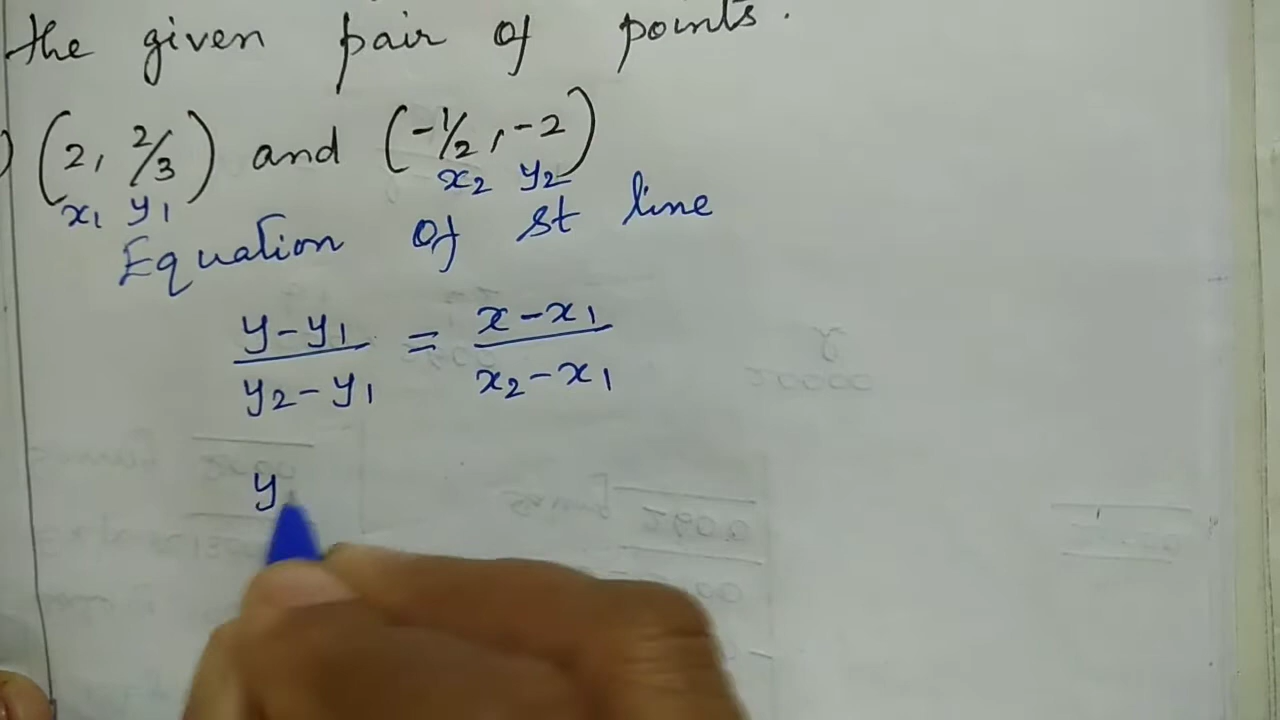 the given pair of points.
) (2, 2/3) and (-1/2, -2)
x1 y1 x2 y2
Equation of st line
y-y1 / y2-y1 = x-x1 / x2-x1
y